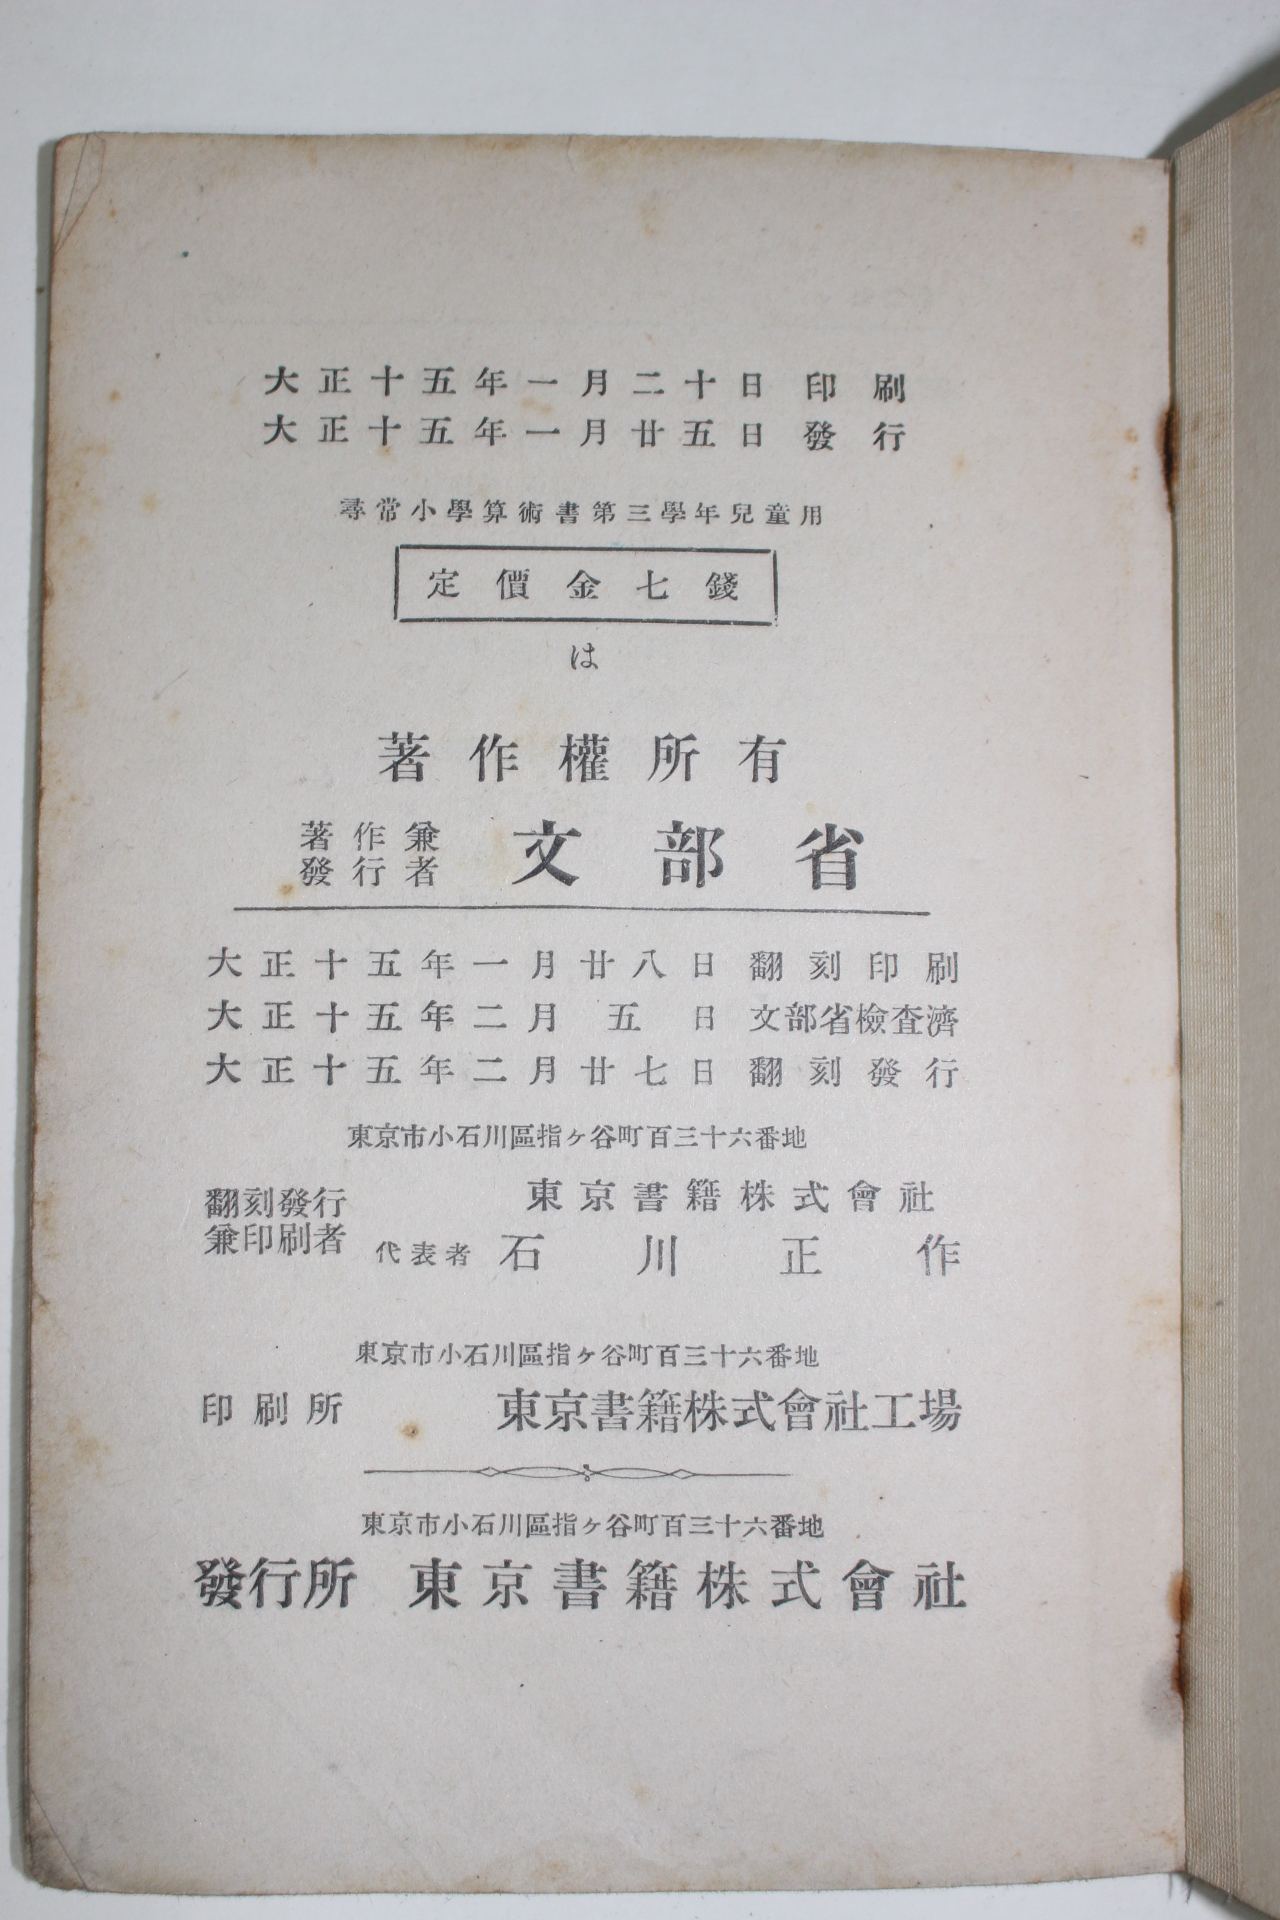 大正十五年一月二十日印刷
大正十五年一月廿五日發行
尋常小學算術書第三學年兒童用
定價金七錢
は
著作權所有
著作兼發行者 文部省
大正十五年一月廿八日翻刻印刷
大正十五年二月五日文部省檢査濟
大正十五年二月廿七日翻刻發行
東京市小石川區指ヶ谷町百三十六番地
翻刻發行兼印刷者 東京書籍株式會社
代表者 石川正作
東京市小石川區指ヶ谷町百三十六番地
印刷所 東京書籍株式會社工場
東京市小石川區指ヶ谷町百三十六番地
發行所 東京書籍株式會社